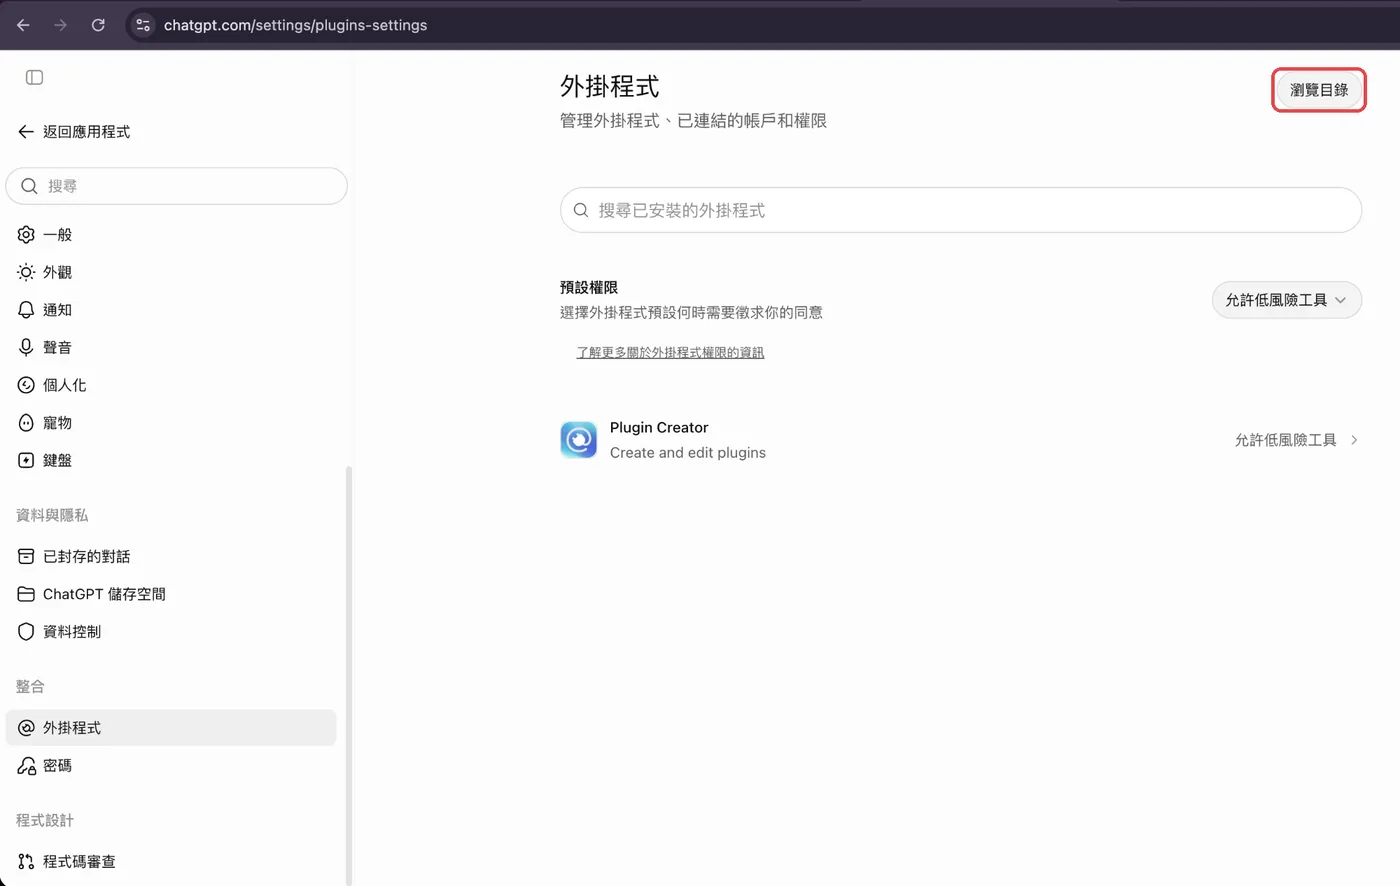 chatgpt.com/settings/plugins-settings
返回應用程式
搜尋
一般
外觀
通知
聲音
個人化
寵物
鍵盤
資料與隱私
已封存的對話
ChatGPT 儲存空間
資料控制
整合
外掛程式
密碼
程式設計
程式碼審查
外掛程式
瀏覽目錄
管理外掛程式、已連結的帳戶和權限
搜尋已安裝的外掛程式
預設權限
選擇外掛程式預設何時需要徵求你的同意
允許低風險工具
了解更多關於外掛程式權限的資訊
Plugin Creator
Create and edit plugins
允許低風險工具